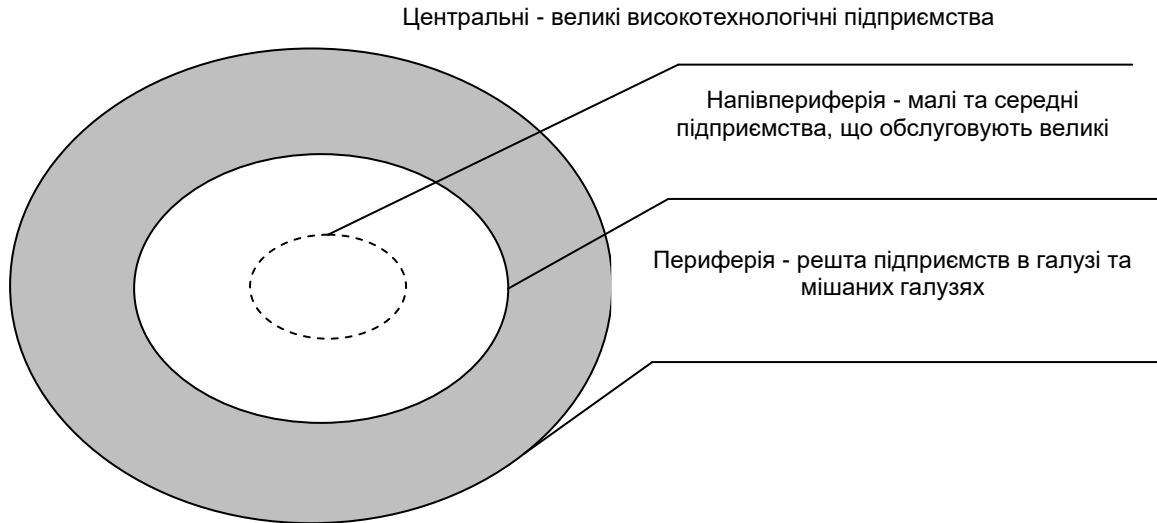 Центральні - великі високотехнологічні підприємства
Напівпериферія - малі та середні
підприємства, що обслуговують великі
Периферія - решта підприємств в галузі та
мішаних галузях